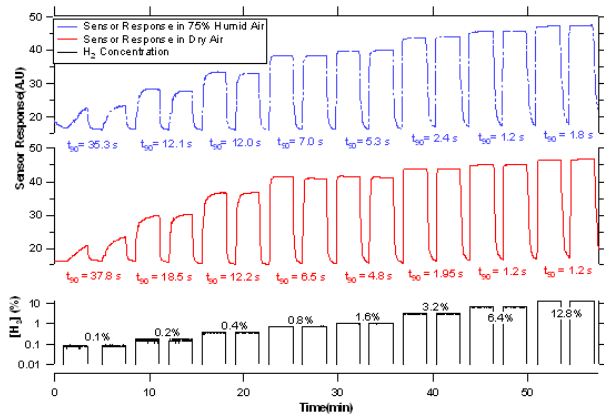 Sensor Response in 75% Humid Air
Sensor Response in Dry Air
H2 Concentration
Sensor Response(A.U)
50
40
30
20
t90= 35.3 s t90= 12.1 s t90= 12.0 s t90= 7.0 s t90= 5.3 s t90= 2.4 s t90= 1.2 s t90= 1.8 s
50
40
30
20
t90= 37.8 s t90= 18.5 s t90= 12.2 s t90= 6.5 s t90= 4.8 s t90= 1.95 s t90= 1.2 s t90= 1.2 s
[H2] (%)
10
1
0.1
0.01
0.1% 0.2% 0.4% 0.8% 1.6% 3.2% 6.4% 12.8%
0 10 20 30 40 50
Time(min)